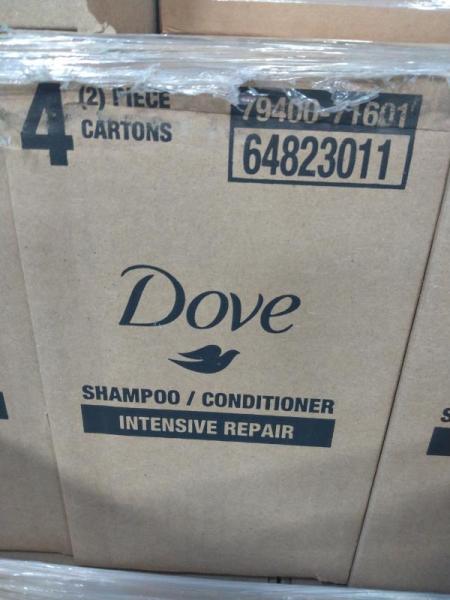 4
(2) PIECE
CARTONS
79400-71601
64823011
Dove
SHAMPOO / CONDITIONER
INTENSIVE REPAIR
S